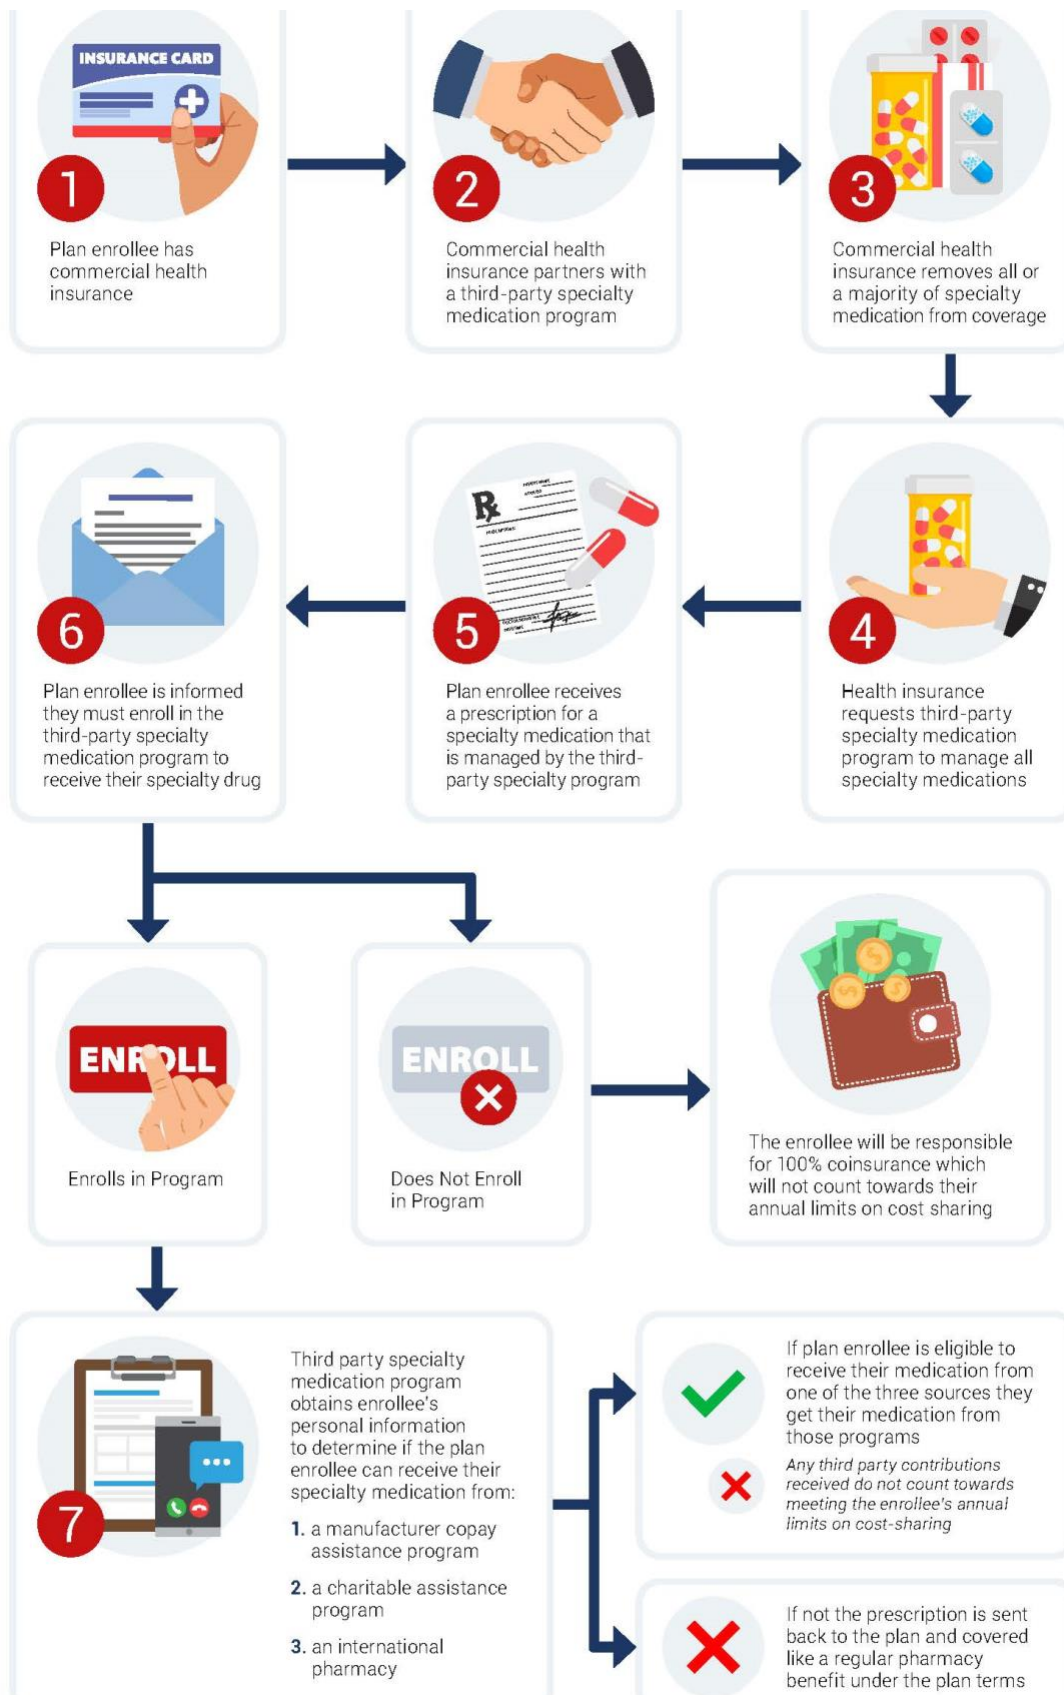 INSURANCE CARD
1
Plan enrollee has
commercial health
insurance
2
Commercial health
insurance partners with
a third-party specialty
medication program
3
Commercial health
insurance removes all or
a majority of specialty
medication from coverage
6
Plan enrollee is informed
they must enroll in the
third-party specialty
medication program to
receive their specialty drug
Rx
5
Plan enrollee receives
a prescription for a
specialty medication that
is managed by the third-
party specialty program
4
Health insurance
requests third-party
specialty medication
program to manage all
specialty medications
ENROLL
Enrolls in Program
ENROLL
Does Not Enroll
in Program
The enrollee will be responsible
for 100% coinsurance which
will not count towards their
annual limits on cost sharing
7
Third party specialty
medication program
obtains enrollee's
personal information
to determine if the plan
enrollee can receive their
specialty medication from:
1. a manufacturer copay
assistance program
2. a charitable assistance
program
3. an international
pharmacy
If plan enrollee is eligible to
receive their medication from
one of the three sources they
get their medication from
those programs
Any third party contributions
received do not count towards
meeting the enrollee's annual
limits on cost-sharing
If not the prescription is sent
back to the plan and covered
like a regular pharmacy
benefit under the plan terms